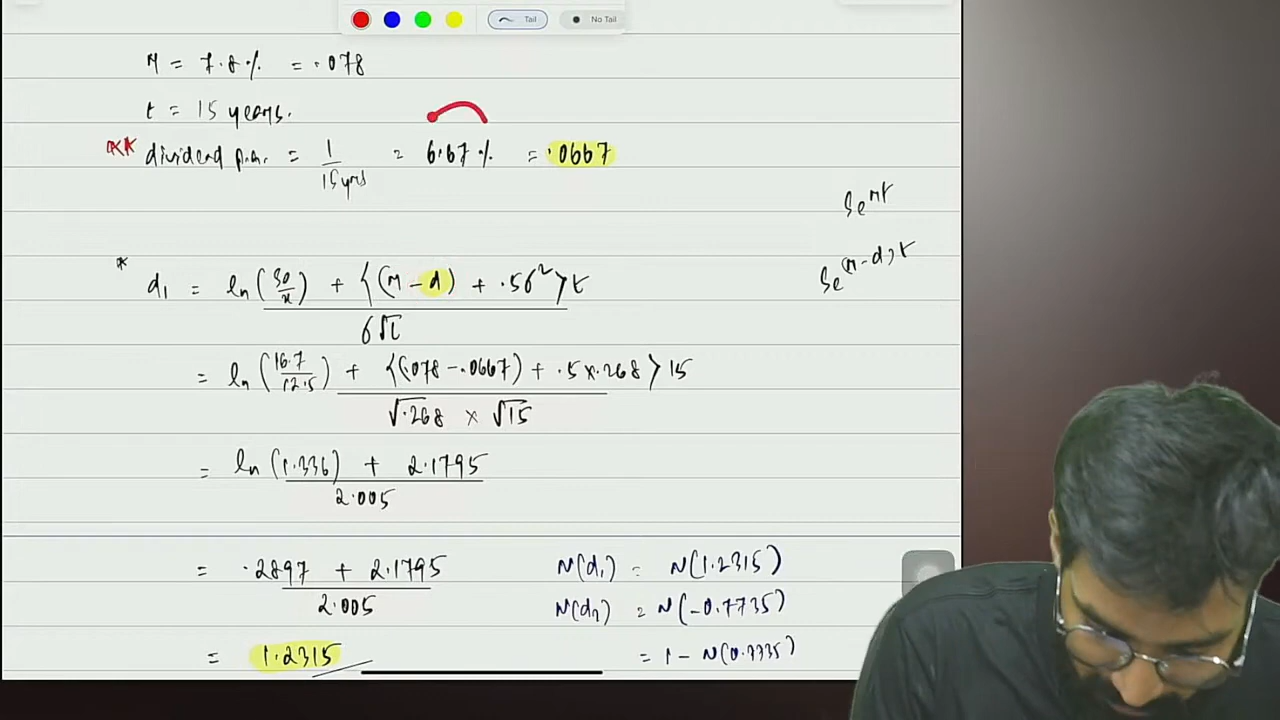 Tail No Tail
r = 7.8% = .078
t = 15 years.
** dividend p.a. = 1 / 15 yrs = 6.67% = .0667
Se^rt
Se^(r-d)t
* d₁ = ln(S₀/x) + {(r-d) + .5σ²}t / σ√t
= ln(16.7/12.5) + {(.078-.0667) + .5×.268}15 / √.268 × √15
= ln(1.336) + 2.1795 / 2.005
= .2897 + 2.1795 / 2.005
N(d₁) = N(1.2315)
N(d₂) = N(-0.7735)
= 1.2315
= 1 - N(0.7735)